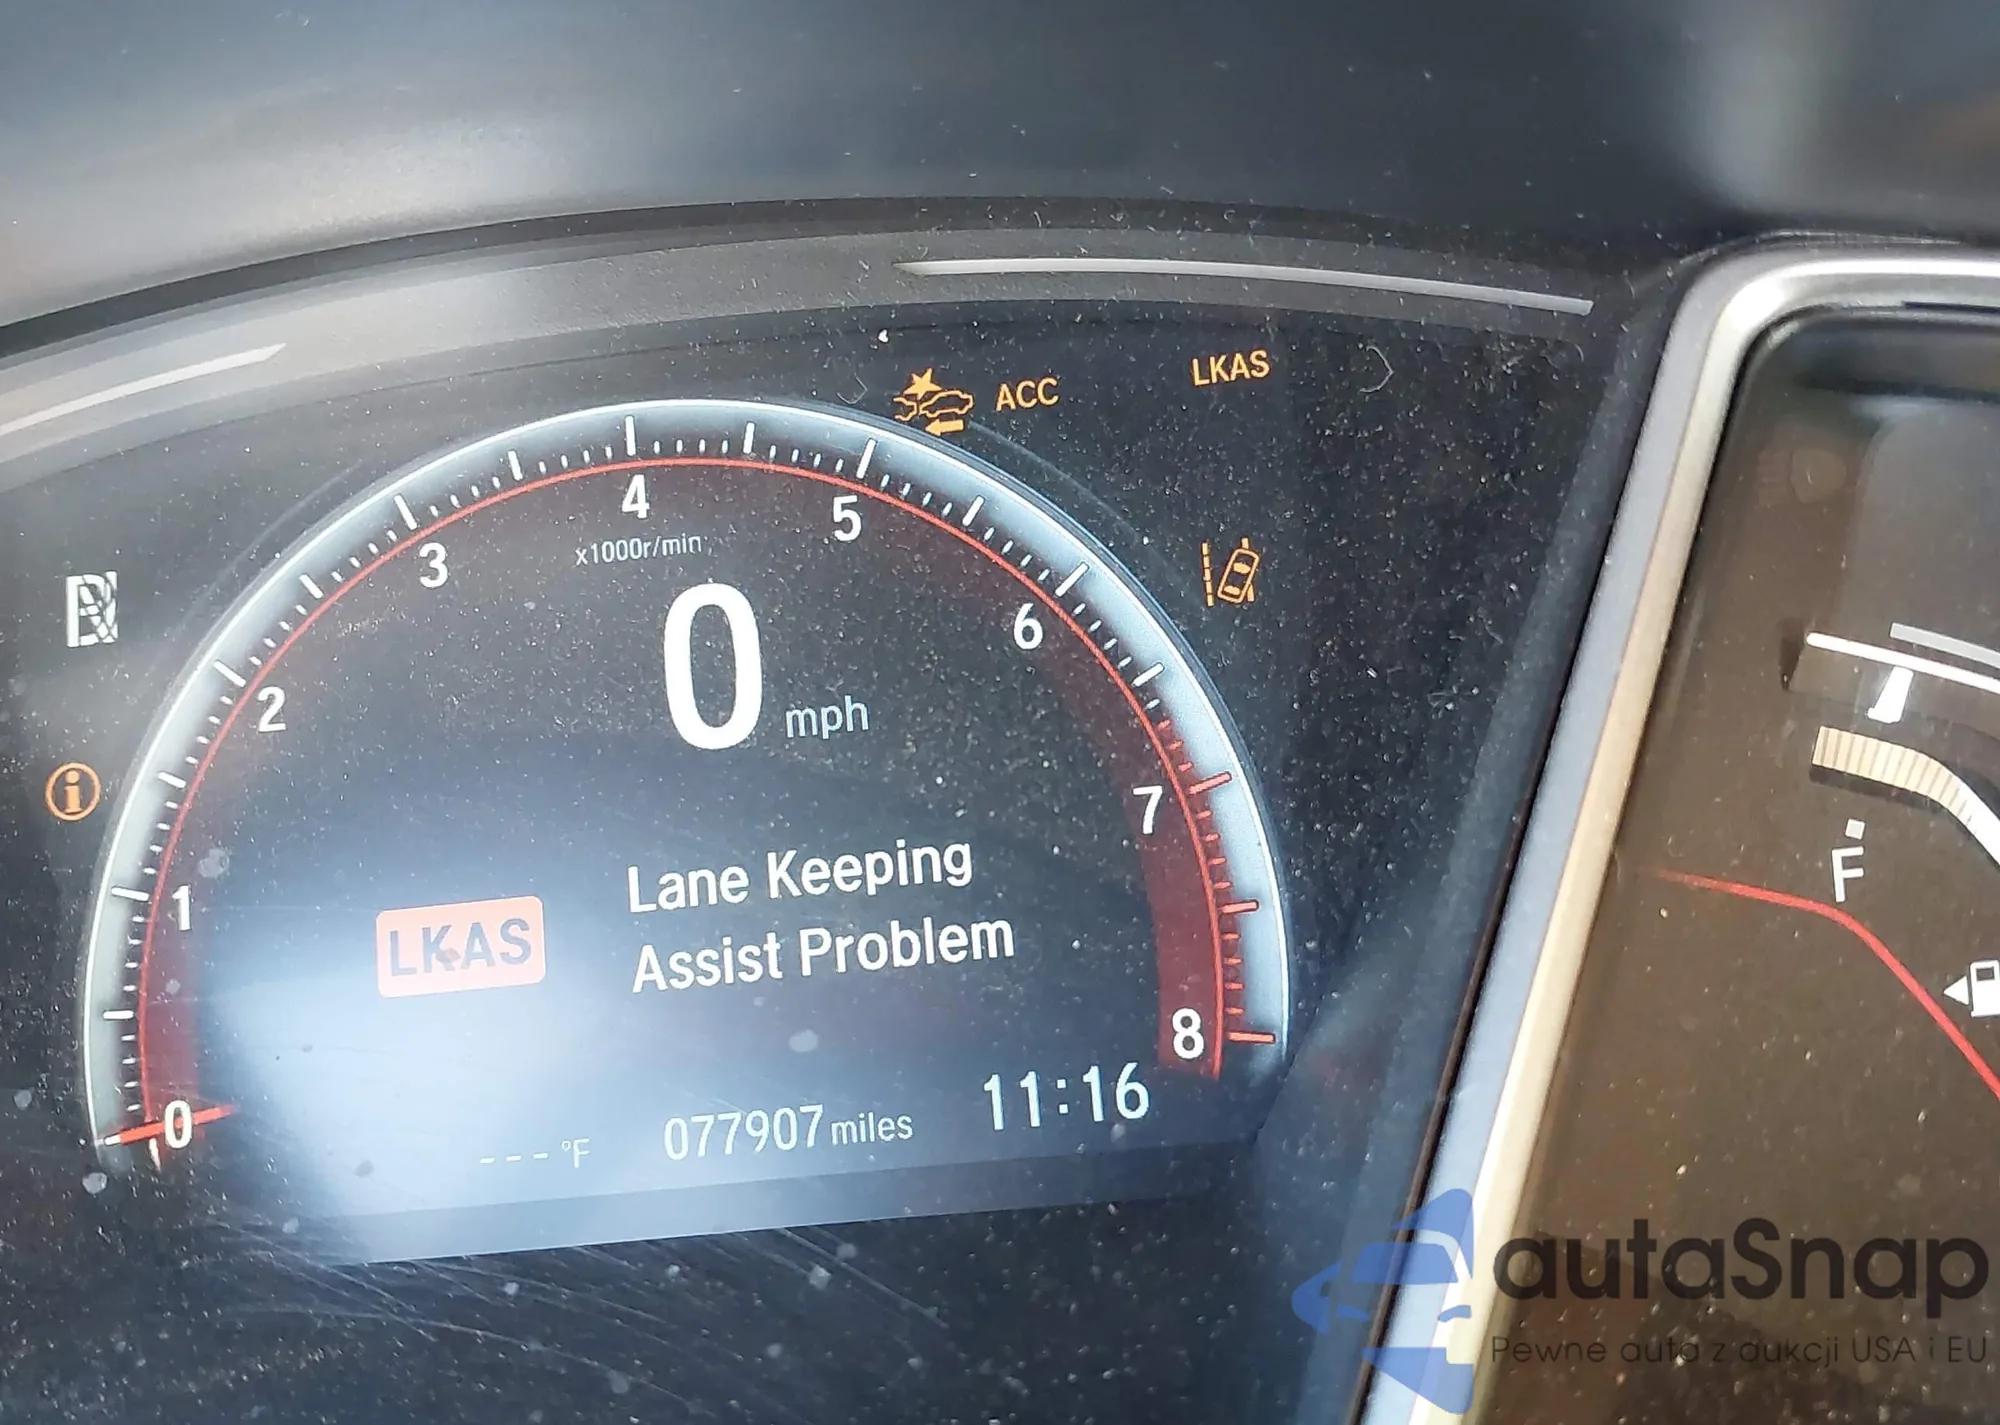 ACC
LKAS
4
5
3
x1000r/min
6
2
0 mph
7
1
LKAS
Lane Keeping
Assist Problem
8
0
---°F
077907 miles
11:16
F
autaSnap
Pewne auta z aukcji USA i EU